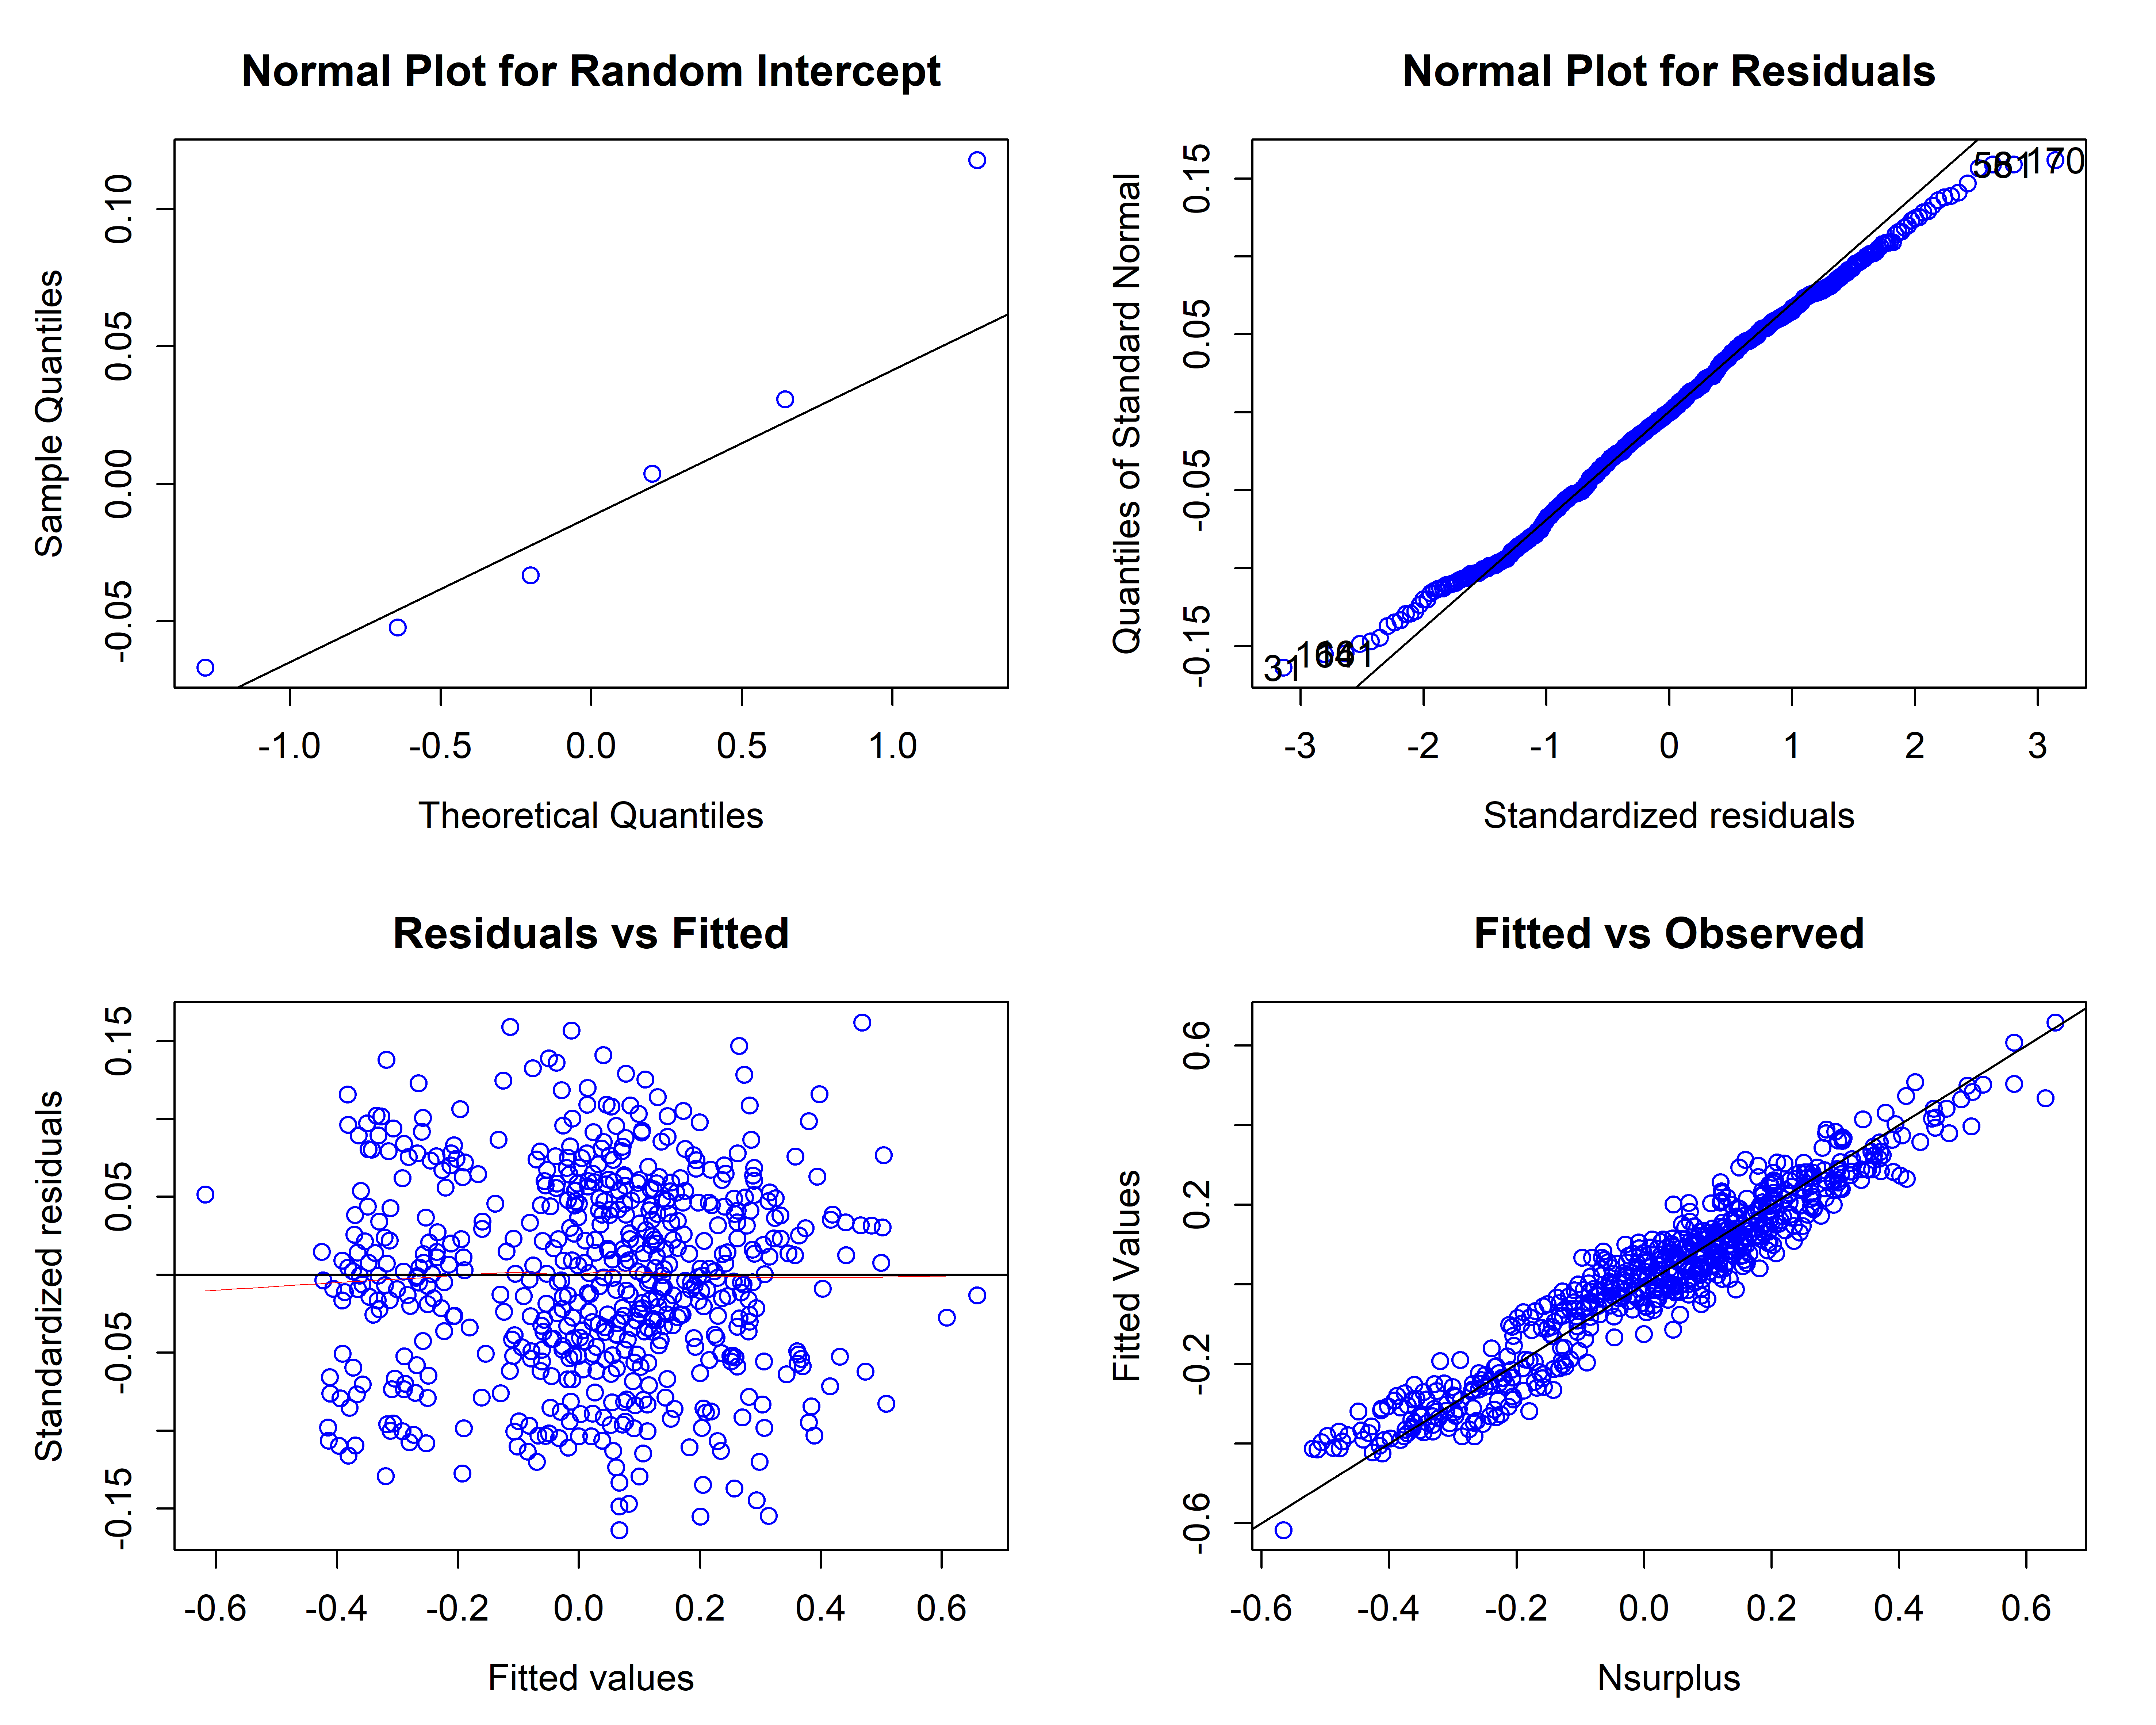 Normal Plot for Random Intercept
Sample Quantiles
-0.05 0.00 0.05 0.10
-1.0 -0.5 0.0 0.5 1.0
Theoretical Quantiles
Normal Plot for Residuals
Quantiles of Standard Normal
-0.15 -0.05 0.05 0.15
170
31
-3 -2 -1 0 1 2 3
Standardized residuals
Residuals vs Fitted
Standardized residuals
-0.15 -0.05 0.05 0.15
-0.6 -0.4 -0.2 0.0 0.2 0.4 0.6
Fitted values
Fitted vs Observed
Fitted Values
-0.6 -0.2 0.2 0.6
-0.6 -0.4 -0.2 0.0 0.2 0.4 0.6
Nsurplus